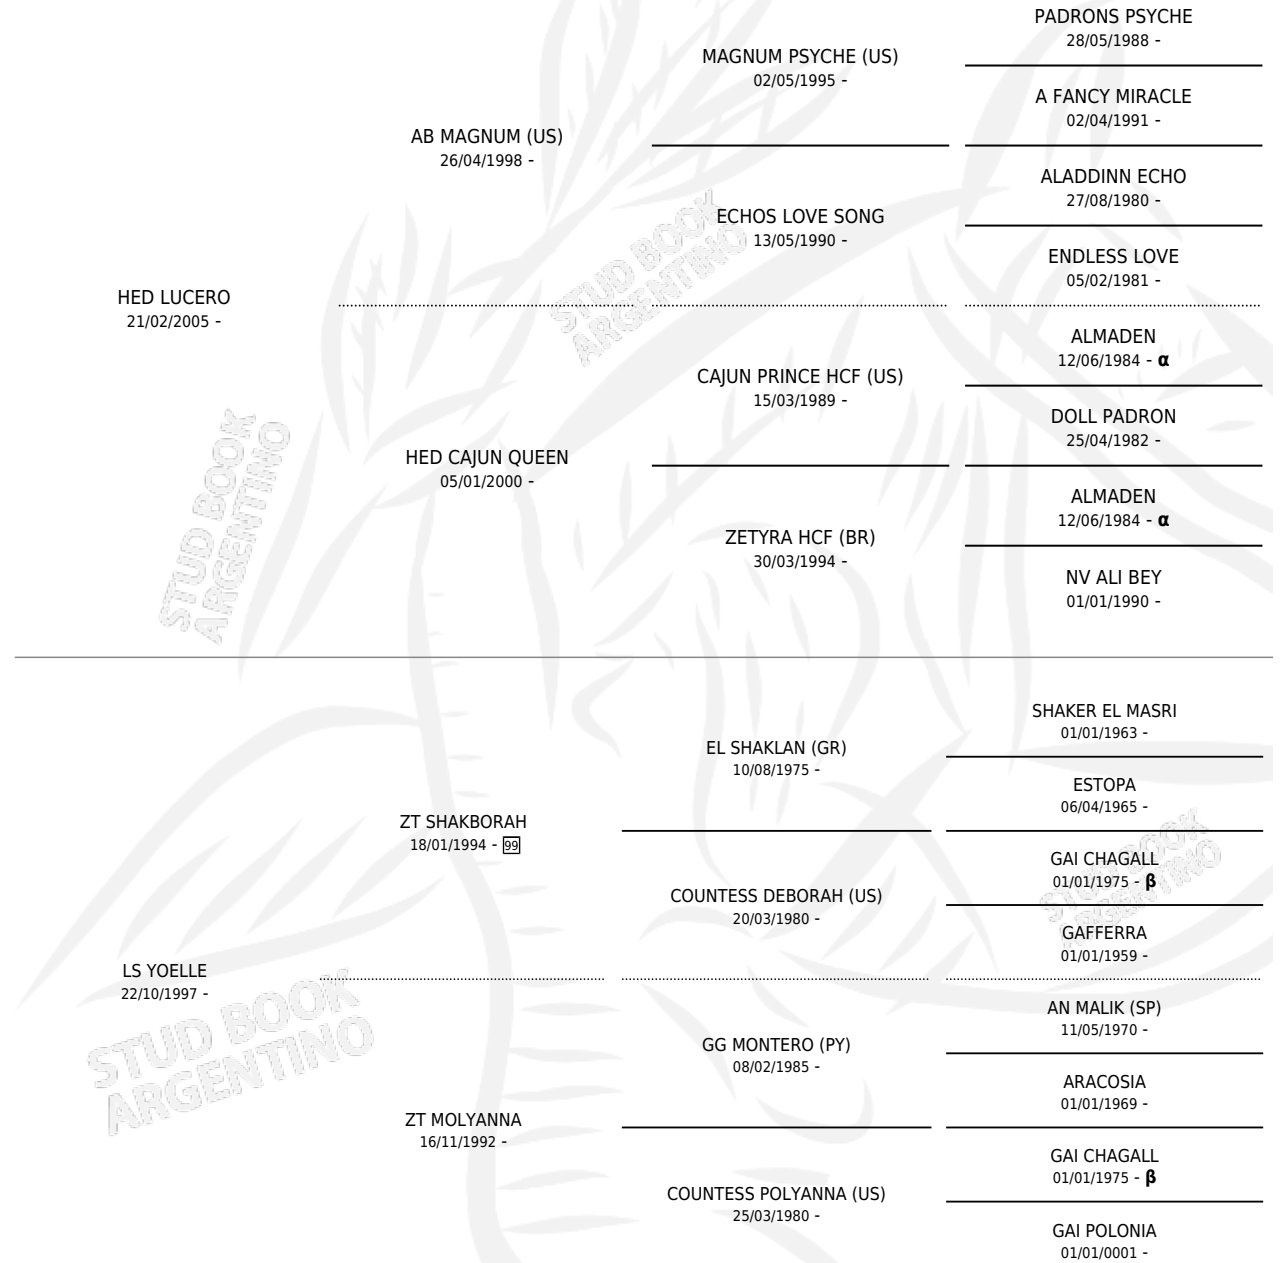 PADRONS PSYCHE
28/05/1988 -
MAGNUM PSYCHE (US)
02/05/1995 -
A FANCY MIRACLE
02/04/1991 -
AB MAGNUM (US)
26/04/1998 -
ALADDINN ECHO
27/08/1980 -
ECHOS LOVE SONG
13/05/1990 -
ENDLESS LOVE
05/02/1981 -
HED LUCERO
21/02/2005 -
ALMADEN
12/06/1984 - α
CAJUN PRINCE HCF (US)
15/03/1989 -
DOLL PADRON
25/04/1982 -
HED CAJUN QUEEN
05/01/2000 -
ALMADEN
12/06/1984 - α
ZETYRA HCF (BR)
30/03/1994 -
NV ALI BEY
01/01/1990 -
SHAKER EL MASRI
01/01/1963 -
EL SHAKLAN (GR)
10/08/1975 -
ESTOPA
06/04/1965 -
ZT SHAKBORAH
18/01/1994 - 99
GAI CHAGALL
01/01/1975 - β
COUNTESS DEBORAH (US)
20/03/1980 -
GAFFERRA
01/01/1959 -
LS YOELLE
22/10/1997 -
AN MALIK (SP)
11/05/1970 -
GG MONTERO (PY)
08/02/1985 -
ARACOSIA
01/01/1969 -
ZT MOLYANNA
16/11/1992 -
GAI CHAGALL
01/01/1975 - β
COUNTESS POLYANNA (US)
25/03/1980 -
GAI POLONIA
01/01/0001 -
STUD BOOK
ARGENTINO
STUD BOOK
ARGENTINO
STUD BOOK
ARGENTINO
STUD BOOK
ARGENTINO